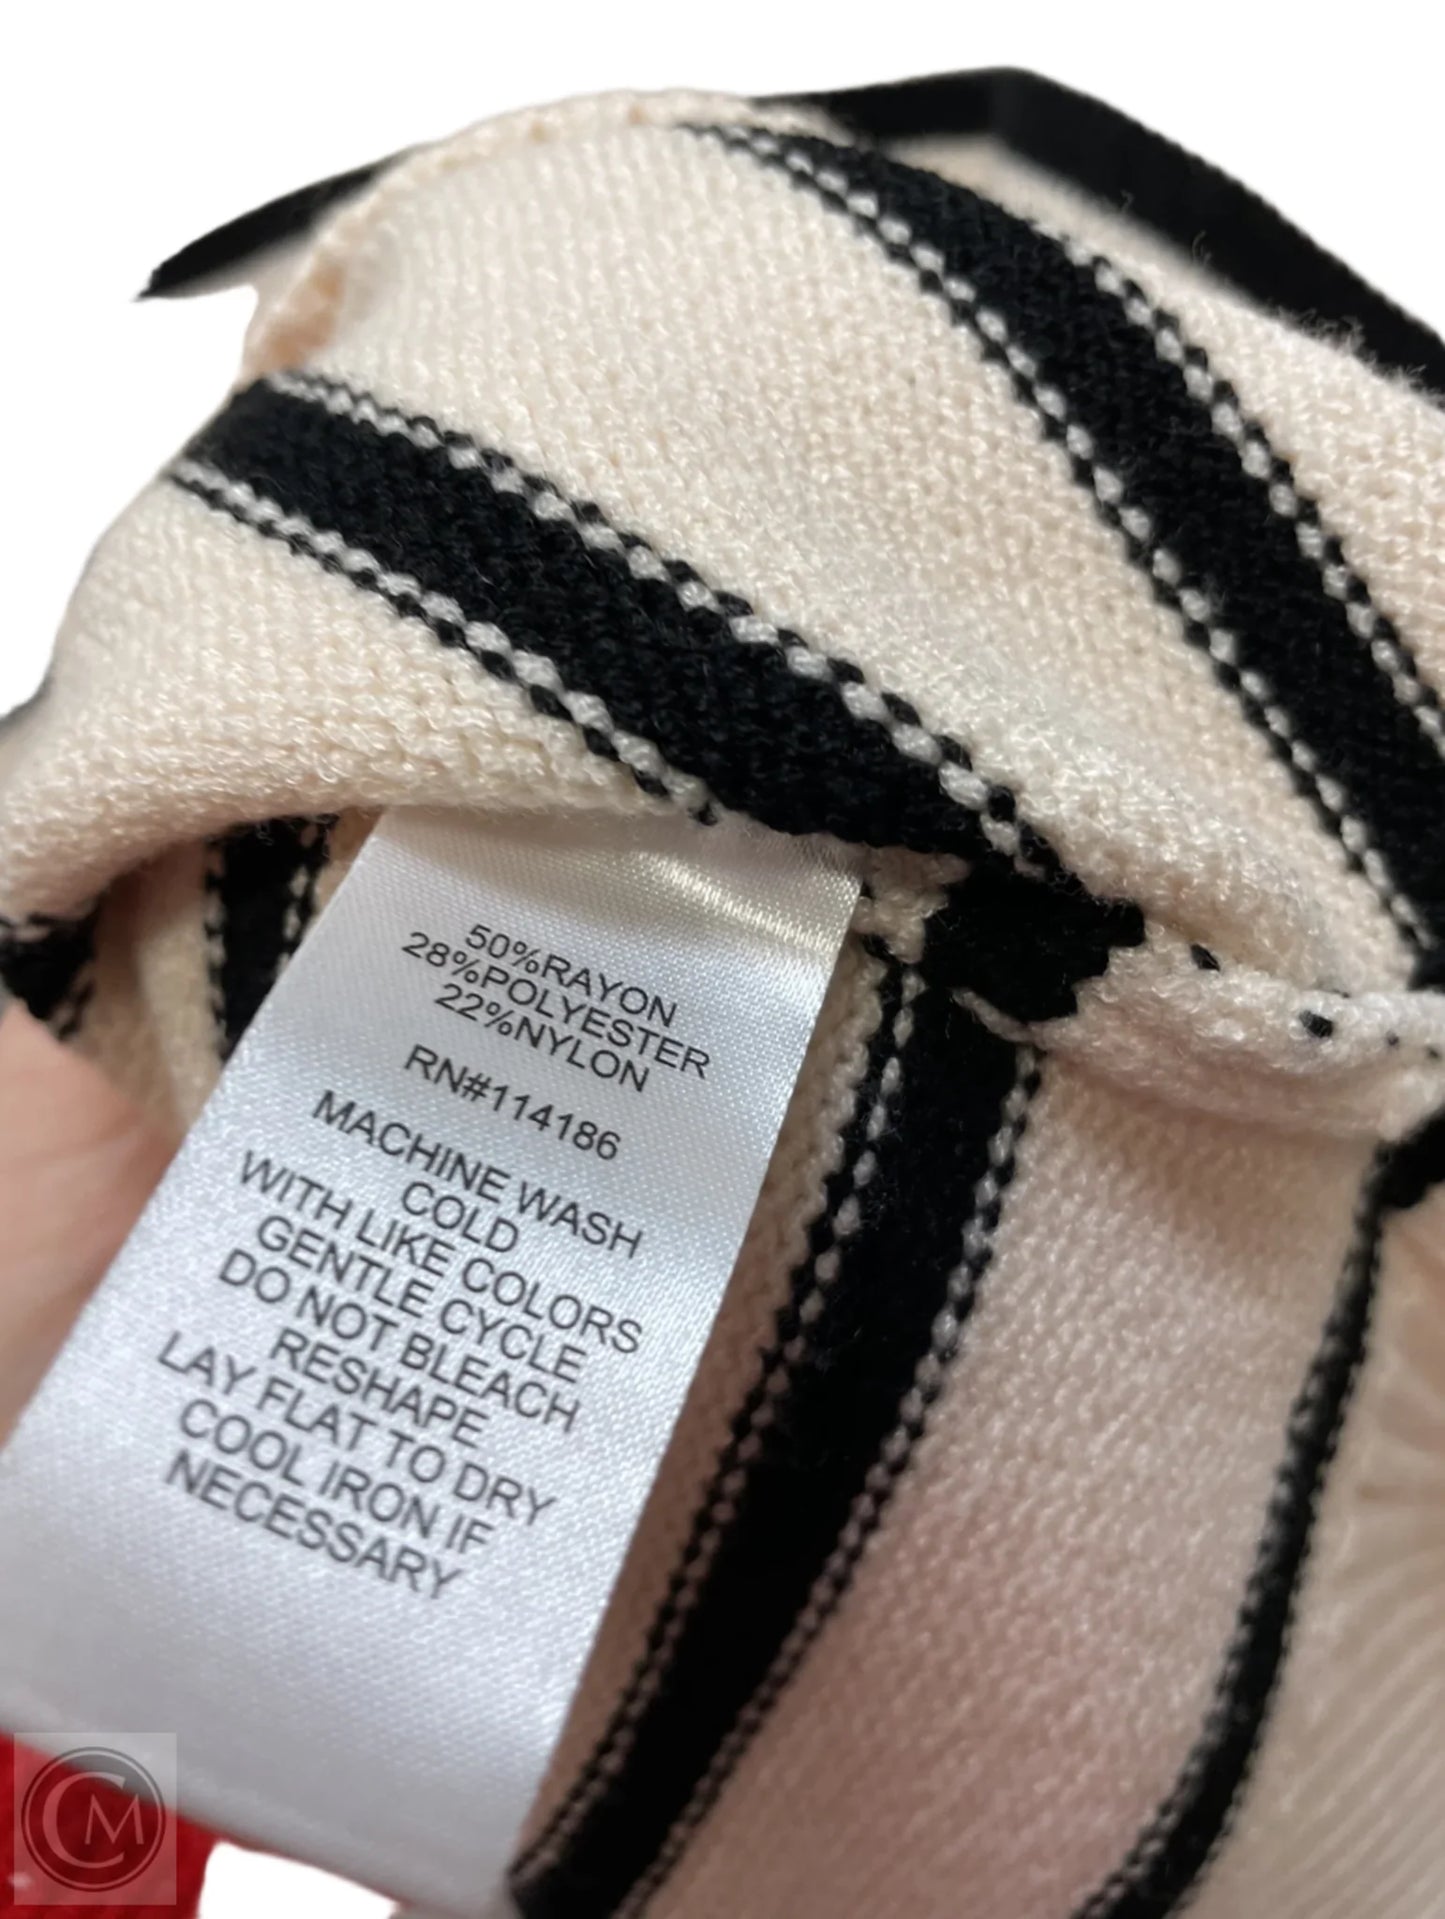 50%RAYON
28%POLYESTER
22%NYLON
RN#114186
MACHINE WASH
COLD
WITH LIKE COLORS
GENTLE CYCLE
DO NOT BLEACH
RESHAPE
LAY FLAT TO DRY
COOL IRON IF
NECESSARY
CM